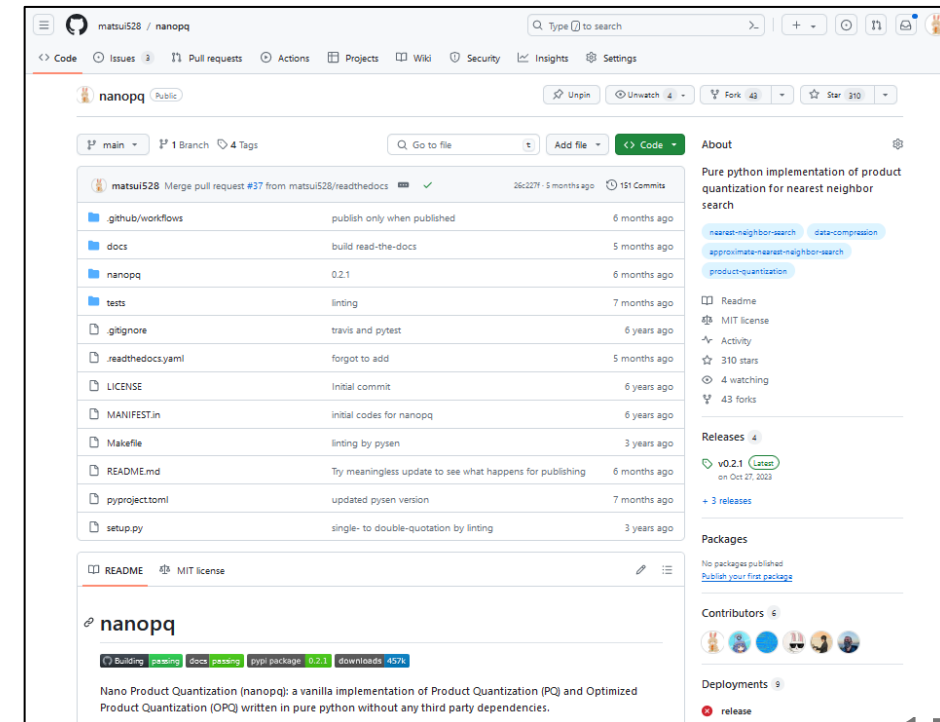 matsui528 / nanopq
Type / to search
Code Issues 3 Pull requests Actions Projects Wiki Security Insights Settings
nanopq Public
Unpin Unwatch 4 Fork 43 Star 310
main 1 Branch 4 Tags
Go to file t Add file Code
matsui528 Merge pull request #37 from matsui528/readthedocs 26c227f · 5 months ago 151 Commits
.github/workflows publish only when published 6 months ago
docs build read-the-docs 5 months ago
nanopq 0.2.1 6 months ago
tests linting 7 months ago
.gitignore travis and pytest 6 years ago
.readthedocs.yaml forgot to add 5 months ago
LICENSE Initial commit 6 years ago
MANIFEST.in initial codes for nanopq 6 years ago
Makefile linting by pysen 3 years ago
README.md Try meaningless update to see what happens for publishing 6 months ago
pyproject.toml updated pysen version 7 months ago
setup.py single- to double-quotation by linting 3 years ago
README MIT license
nanopq
Building passing docs passing pypi package 0.2.1 downloads 457k
Nano Product Quantization (nanopq): a vanilla implementation of Product Quantization (PQ) and Optimized
Product Quantization (OPQ) written in pure python without any third party dependencies.
About
Pure python implementation of product
quantization for nearest neighbor
search
nearest-neighbor-search data-compression
approximate-nearest-neighbor-search
product-quantization
Readme
MIT license
Activity
310 stars
4 watching
43 forks
Releases 4
v0.2.1 Latest
on Oct 27, 2023
+ 3 releases
Packages
No packages published
Publish your first package
Contributors 6
Deployments 9
release